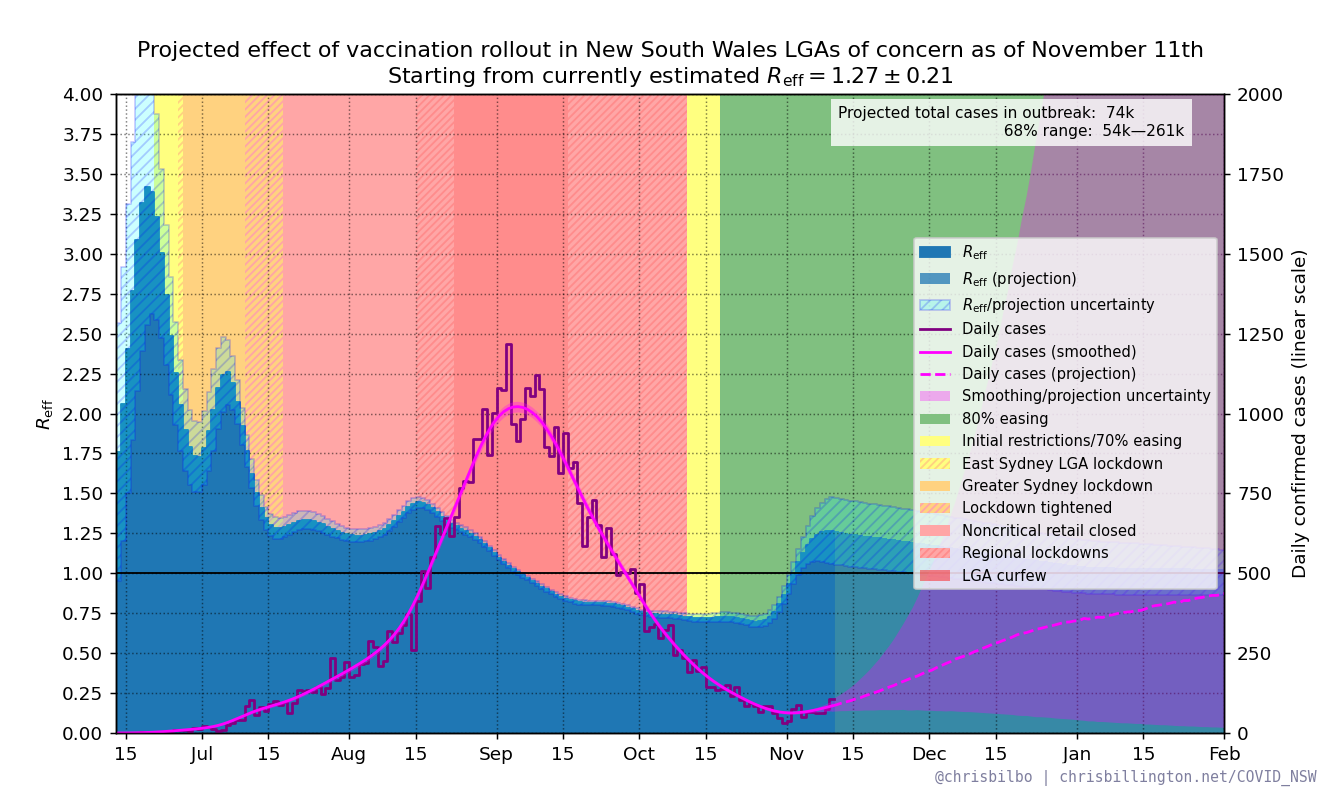 Projected effect of vaccination rollout in New South Wales LGAs of concern as of November 11th
Starting from currently estimated Reff = 1.27 ± 0.21
Projected total cases in outbreak: 74k
68% range: 54k—261k
4.00
3.75
3.50
3.25
3.00
2.75
2.50
2.25
2.00
1.75
1.50
1.25
1.00
0.75
0.50
0.25
0.00
Reff
2000
1750
1500
1250
1000
750
500
250
0
Daily confirmed cases (linear scale)
Reff
Reff (projection)
Reff/projection uncertainty
Daily cases
Daily cases (smoothed)
Daily cases (projection)
Smoothing/projection uncertainty
80% easing
Initial restrictions/70% easing
East Sydney LGA lockdown
Greater Sydney lockdown
Lockdown tightened
Noncritical retail closed
Regional lockdowns
LGA curfew
15 Jul 15 Aug 15 Sep 15 Oct 15 Nov 15 Dec 15 Jan 15 Feb
@chrisbilbo | chrisbillington.net/COVID_NSW